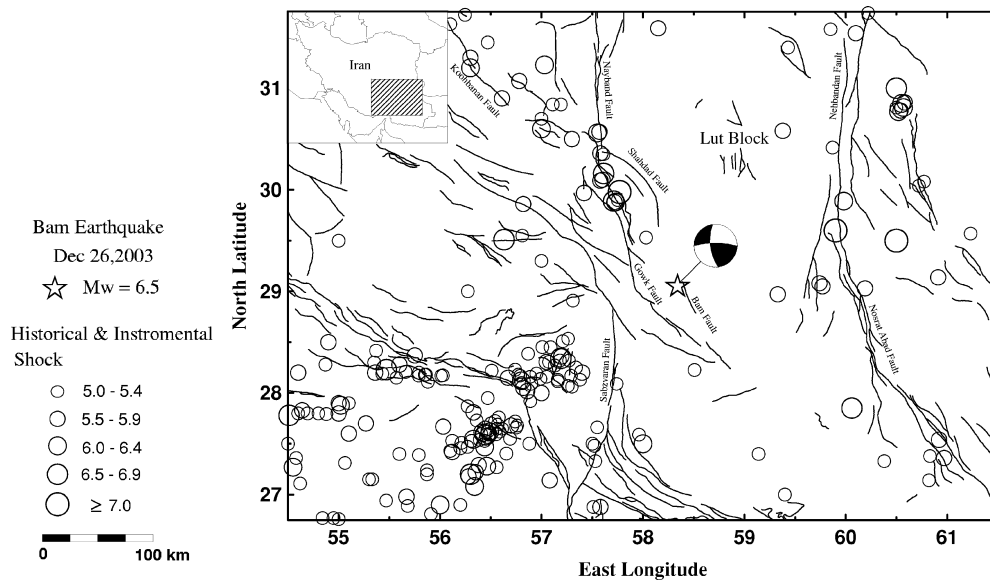 Iran
Koohbanan Fault
Nayband Fault
Shahdad Fault
Gowk Fault
Bam Fault
Sabzvaran Fault
Lut Block
Nehbandan Fault
Nosrat Abad Fault
31
30
29
28
27
North Latitude
55 56 57 58 59 60 61
East Longitude
Bam Earthquake
Dec 26,2003
Mw = 6.5
Historical & Instromental
Shock
5.0 - 5.4
5.5 - 5.9
6.0 - 6.4
6.5 - 6.9
≥ 7.0
0 100 km